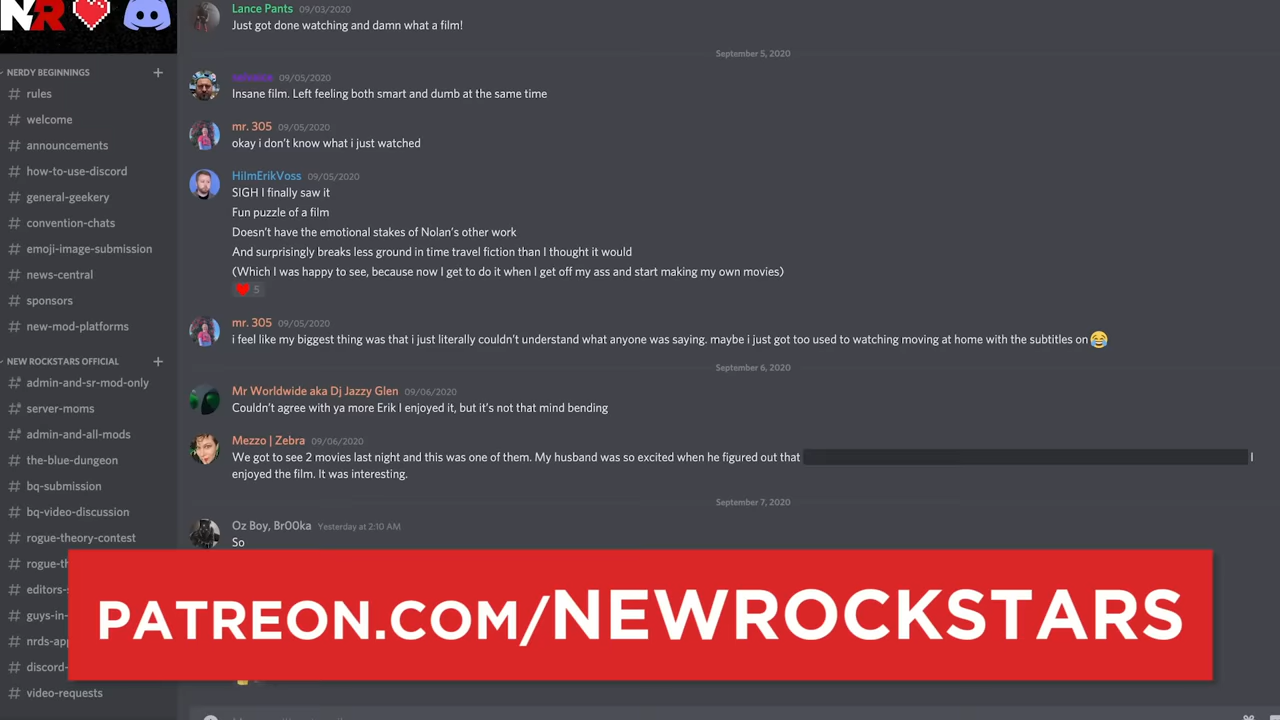 NR
NERDY BEGINNINGS +
# rules
# welcome
# announcements
# how-to-use-discord
# general-geekery
# convention-chats
# emoji-image-submission
# news-central
# sponsors
# new-mod-platforms
NEW ROCKSTARS OFFICIAL +
# admin-and-sr-mod-only
# server-moms
# admin-and-all-mods
# the-blue-dungeon
# bq-submission
# bq-video-discussion
# rogue-theory-contest
# rogue-th
# editors-
# guys-in-
# nrds-app
# discord-
# video-requests
Lance Pants 09/03/2020
Just got done watching and damn what a film!
September 5, 2020
09/05/2020
Insane film. Left feeling both smart and dumb at the same time
mr. 305 09/05/2020
okay i don't know what i just watched
HiImErikVoss 09/05/2020
SIGH I finally saw it
Fun puzzle of a film
Doesn't have the emotional stakes of Nolan's other work
And surprisingly breaks less ground in time travel fiction than I thought it would
(Which I was happy to see, because now I get to do it when I get off my ass and start making my own movies)
5
mr. 305 09/05/2020
i feel like my biggest thing was that i just literally couldn't understand what anyone was saying. maybe i just got too used to watching moving at home with the subtitles on
September 6, 2020
Mr Worldwide aka Dj Jazzy Glen 09/06/2020
Couldn't agree with ya more Erik I enjoyed it, but it's not that mind bending
Mezzo | Zebra 09/06/2020
We got to see 2 movies last night and this was one of them. My husband was so excited when he figured out that I
enjoyed the film. It was interesting.
September 7, 2020
Oz Boy, Br00ka Yesterday at 2:10 AM
So
PATREON.COM/NEWROCKSTARS